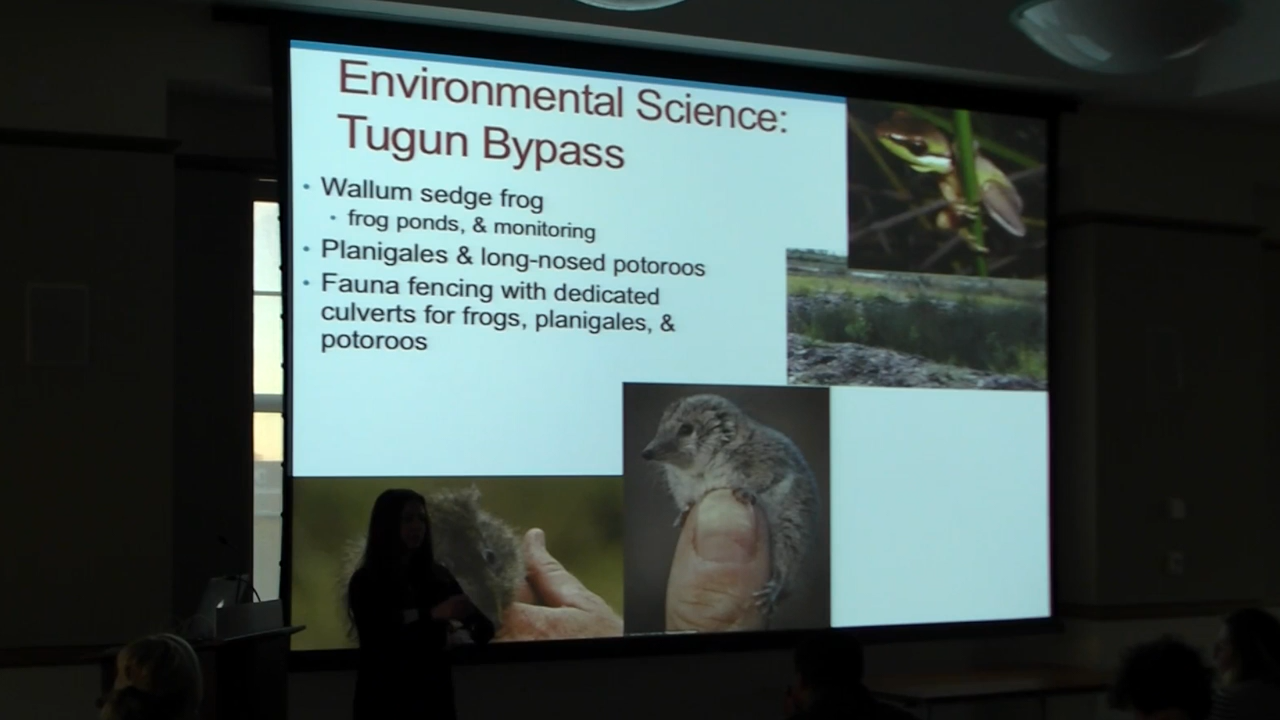 Environmental Science:
Tugun Bypass
• Wallum sedge frog
• frog ponds, & monitoring
• Planigales & long-nosed potoroos
• Fauna fencing with dedicated
culverts for frogs, planigales, &
potoroos